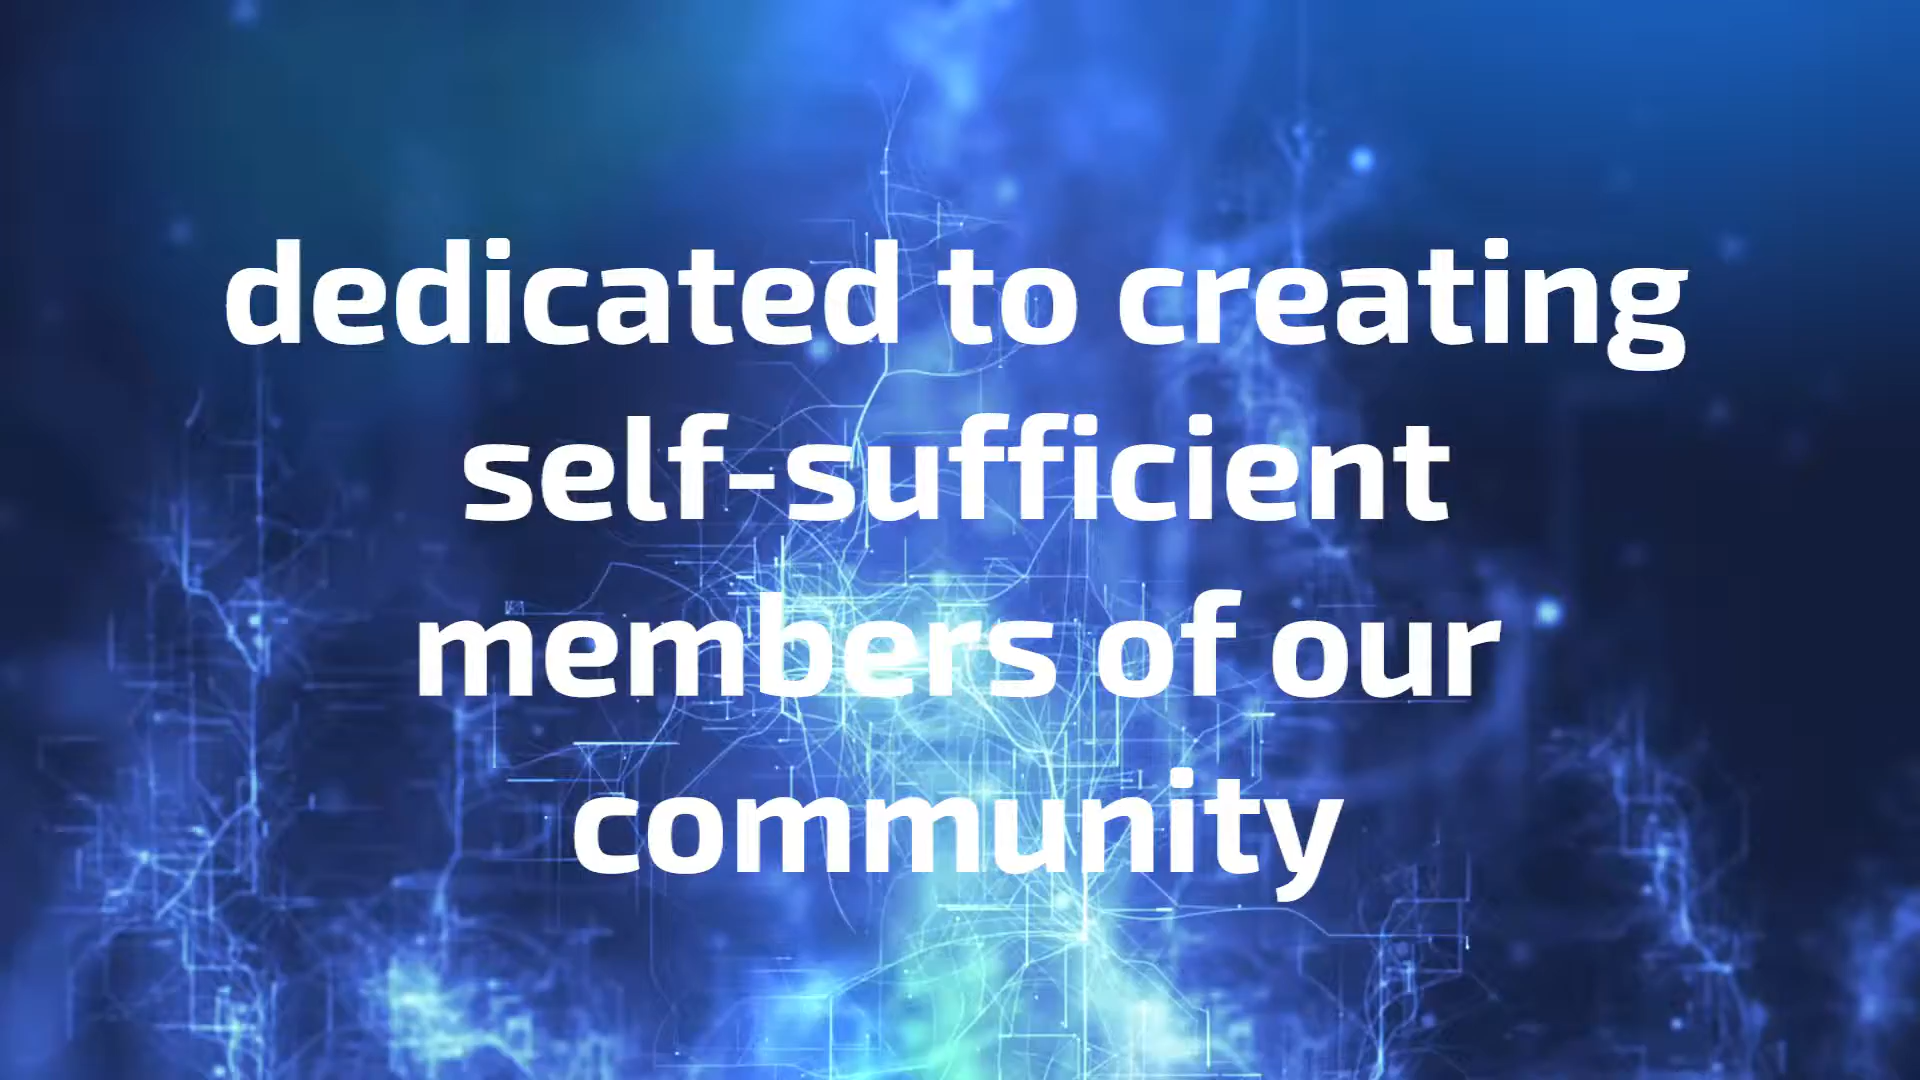 dedicated to creating
self-sufficient
members of our
community